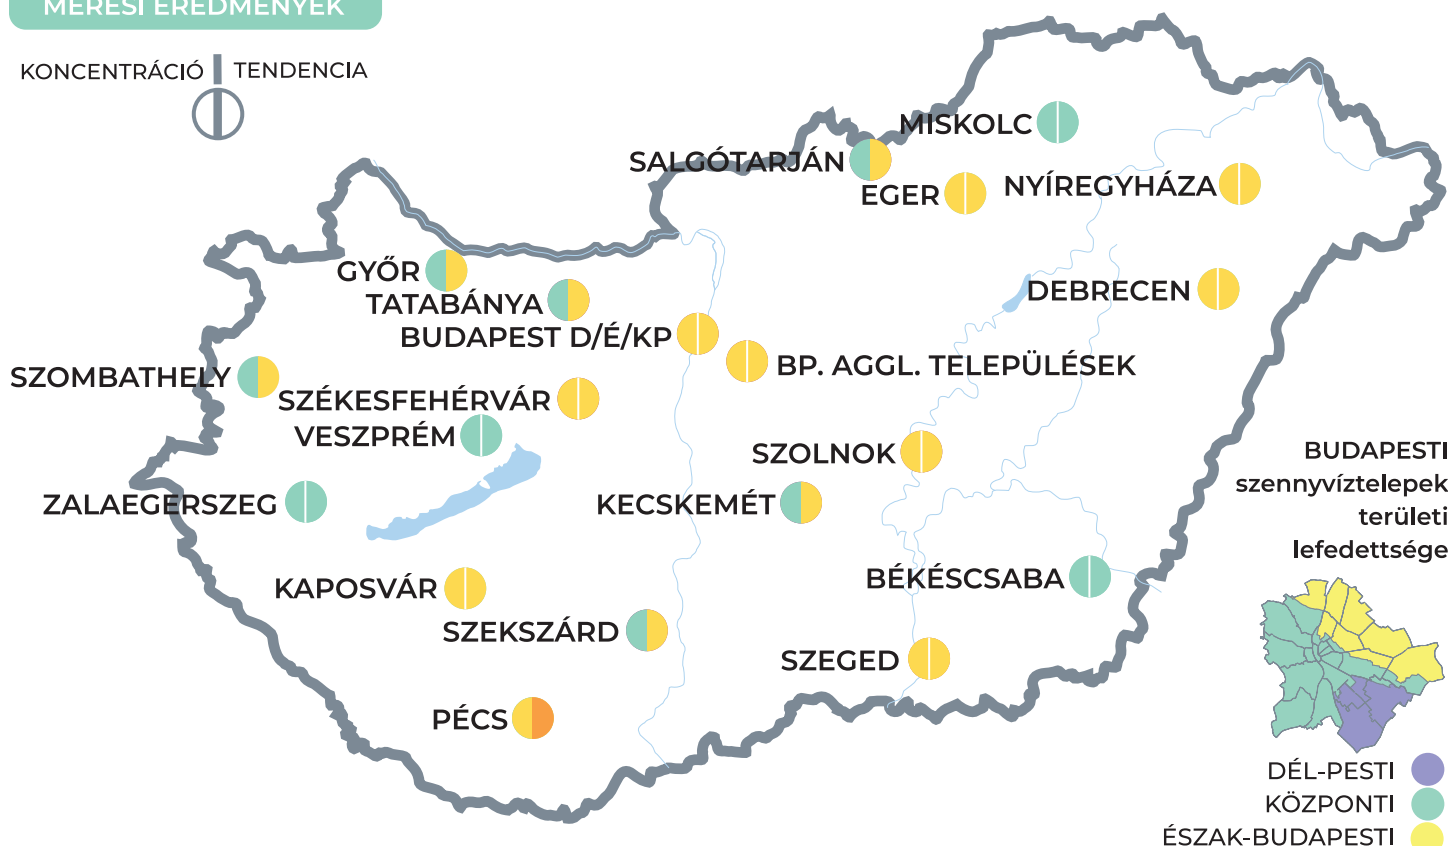 MÉRÉSI EREDMÉNYEK
KONCENTRÁCIÓ TENDENCIA
MISKOLC
SALGÓTARJÁN
EGER
NYÍREGYHÁZA
GYŐR
TATABÁNYA
DEBRECEN
BUDAPEST D/É/KP
BP. AGGL. TELEPÜLÉSEK
SZOMBATHELY
SZÉKESFEHÉRVÁR
VESZPRÉM
SZOLNOK
ZALAEGERSZEG
KECSKEMÉT
BÉKÉSCSABA
KAPOSVÁR
SZEKSZÁRD
SZEGED
PÉCS
BUDAPESTI
szennyvíztelepek
területi
lefedettsége
DÉL-PESTI
KÖZPONTI
ÉSZAK-BUDAPESTI